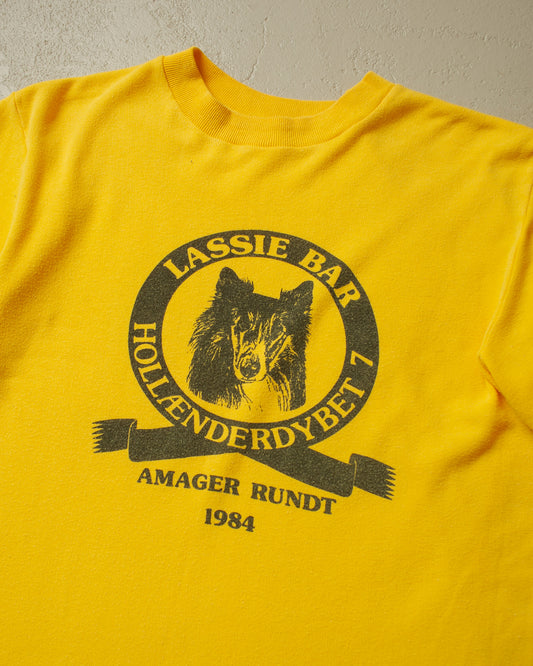 LASSIE BAR
HOLLÆNDERDYBET 7
AMAGER RUNDT
1984